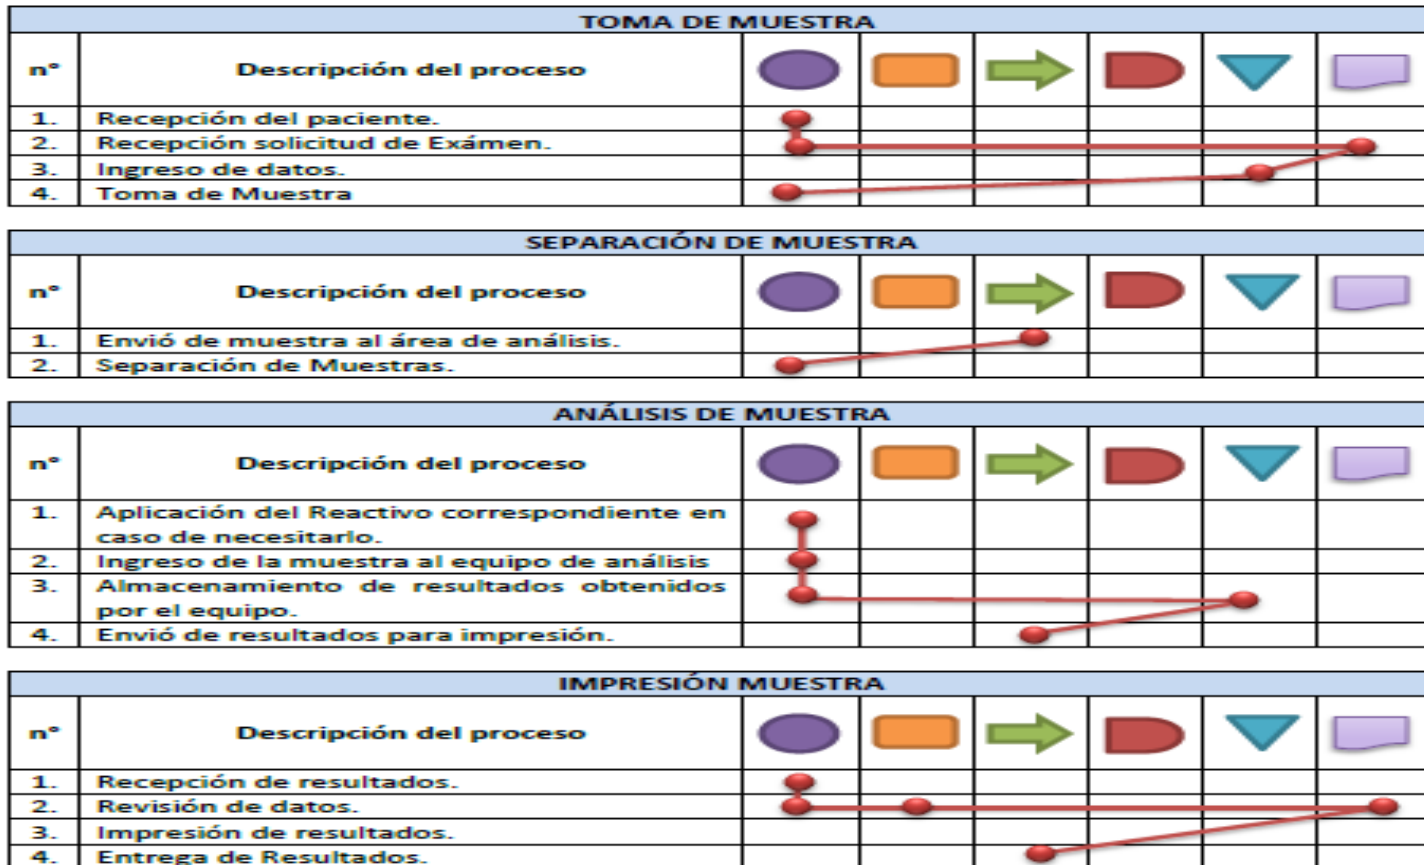 TOMA DE MUESTRA
n° Descripción del proceso
1. Recepción del paciente.
2. Recepción solicitud de Exámen.
3. Ingreso de datos.
4. Toma de Muestra
SEPARACIÓN DE MUESTRA
n° Descripción del proceso
1. Envió de muestra al área de análisis.
2. Separación de Muestras.
ANÁLISIS DE MUESTRA
n° Descripción del proceso
1. Aplicación del Reactivo correspondiente en
caso de necesitarlo.
2. Ingreso de la muestra al equipo de análisis
3. Almacenamiento de resultados obtenidos
por el equipo.
4. Envió de resultados para impresión.
IMPRESIÓN MUESTRA
n° Descripción del proceso
1. Recepción de resultados.
2. Revisión de datos.
3. Impresión de resultados.
4. Entrega de Resultados.